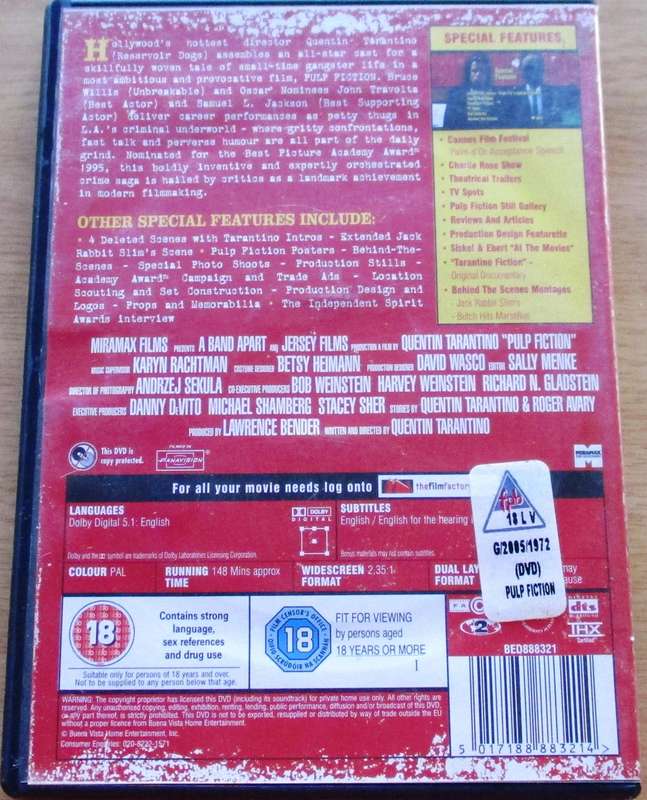 Hollywood's hottest director Quentin Tarantino
(Reservoir Dogs) assembles an all-star cast for a
skillfully woven tale of small-time gangster life in a
most ambitious and provocative film, PULP FICTION. Bruce
Willis (Unbreakable) and Oscar Nominees John Travolta
(Best Actor) and Samuel L. Jackson (Best Supporting
Actor) deliver career performances as petty thugs in
L.A.'s criminal underworld - where gritty confrontations,
fast talk and perverse humour are all part of the daily
grind. Nominated for the Best Picture Academy Award
1995, this boldly inventive and expertly orchestrated
crime saga is hailed by critics as a landmark achievement
in modern filmmaking.
OTHER SPECIAL FEATURES INCLUDE:
• 4 Deleted Scenes with Tarantino Intros - Extended Jack
Rabbit Slim's Scene • Pulp Fiction Posters - Behind-The-
Scenes - Special Photo Shoots - Production Stills -
Academy Award™ Campaign and Trade Ads - Location
Scouting and Set Construction - Production Design and
Logos - Props and Memorabilia • The Independent Spirit
Awards interview
SPECIAL FEATURES
• Cannes Film Festival
Palm d'Or Acceptance Speech
• Charlie Rose Show
• Theatrical Trailers
• TV Spots
• Pulp Fiction Still Gallery
• Reviews And Articles
• Production Design Featurette
• Siskel & Ebert "At The Movies"
• "Tarantino Fiction" -
Original Documentary
• Behind The Scenes Montages
- Jack Rabbit Slim's
- Butch Hits Marsellus
MIRAMAX FILMS PRESENTS A BAND APART AND JERSEY FILMS PRODUCTION A FILM BY QUENTIN TARANTINO "PULP FICTION"
MUSIC SUPERVISOR KARYN RACHTMAN COSTUME DESIGNER BETSY HEIMANN PRODUCTION DESIGNER DAVID WASCO EDITOR SALLY MENKE
DIRECTOR OF PHOTOGRAPHY ANDRZEJ SEKULA CO-EXECUTIVE PRODUCERS BOB WEINSTEIN HARVEY WEINSTEIN RICHARD N. GLADSTEIN
EXECUTIVE PRODUCERS DANNY DeVITO MICHAEL SHAMBERG STACEY SHER STORIES BY QUENTIN TARANTINO & ROGER AVARY
PRODUCED BY LAWRENCE BENDER WRITTEN AND DIRECTED BY QUENTIN TARANTINO
This DVD is
copy protected.
FILMED IN
PANAVISION
MIRAMAX
For all your movie needs log onto thefilmfactory
LANGUAGES
Dolby Digital 5.1: English
DOLBY
DIGITAL
SUBTITLES
English / English for the hearing
Dolby and the symbol are trademarks of Dolby Laboratories Licensing Corporation.
Bonus materials may not contain subtitles.
COLOUR PAL
RUNNING TIME 148 Mins approx
WIDESCREEN FORMAT 2.35:1
DUAL LAY
FORMAT
may
ause
fpb
18 L V
G/2005/1972
(DVD)
PULP FICTION
18
Contains strong
language,
sex references
and drug use
Suitable only for persons of 18 years and over.
Not to be supplied to any person below that age.
FILM CENSOR'S OFFICE
18
FIT FOR VIEWING
by persons aged
18 YEARS OR MORE
2
dts
THX
BED888321
WARNING: The copyright proprietor has licensed this DVD (including its soundtrack) for private home use only. All other rights are
reserved. Any unauthorised copying, editing, exhibition, renting, lending, public performance, diffusion and/or broadcast of this DVD,
or any part thereof, is strictly prohibited. This DVD is not to be exported, resupplied or distributed by way of trade outside the EU
without a proper licence from Buena Vista Home Entertainment.
© Buena Vista Home Entertainment, Inc.
Consumer Enquiries: 020-8222-1571
5 017188 883214 >